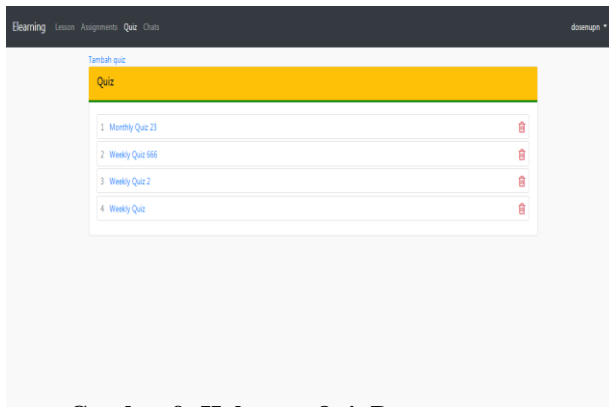 Elearning Lesson Assignments Quiz Chats dosenupn
Tambah quiz
Quiz
1 Monthly Quiz 23
2 Weekly Quiz 666
3 Weekly Quiz 2
4 Weekly Quiz